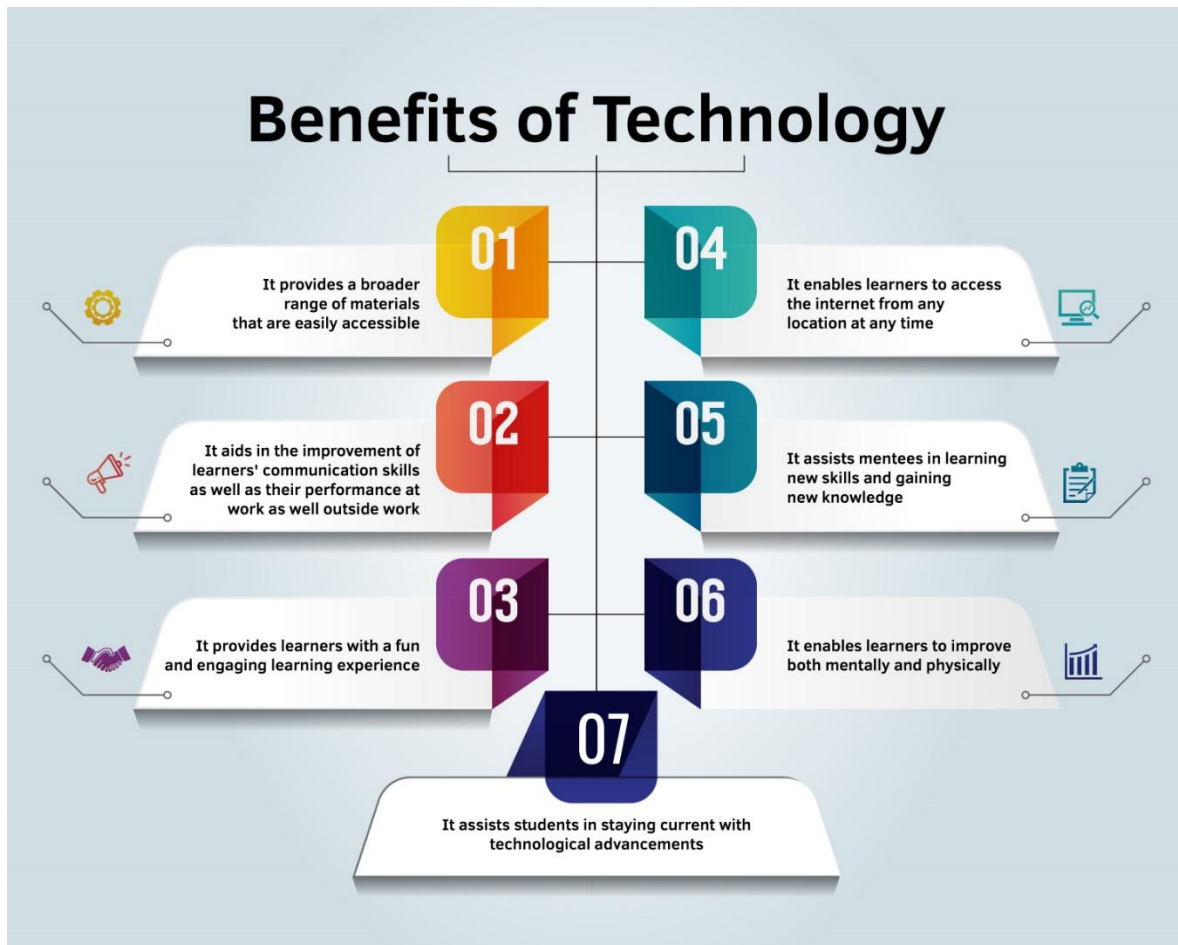 Benefits of Technology
01
It provides a broader
range of materials
that are easily accessible
02
It aids in the improvement of
learners' communication skills
as well as their performance at
work as well outside work
03
It provides learners with a fun
and engaging learning experience
04
It enables learners to access
the internet from any
location at any time
05
It assists mentees in learning
new skills and gaining
new knowledge
06
It enables learners to improve
both mentally and physically
07
It assists students in staying current with
technological advancements